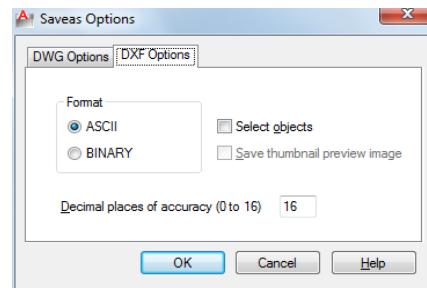 Saveas Options
DWG Options DXF Options
Format
ASCII
Select objects
BINARY
Save thumbnail preview image
Decimal places of accuracy (0 to 16) 16
OK Cancel Help